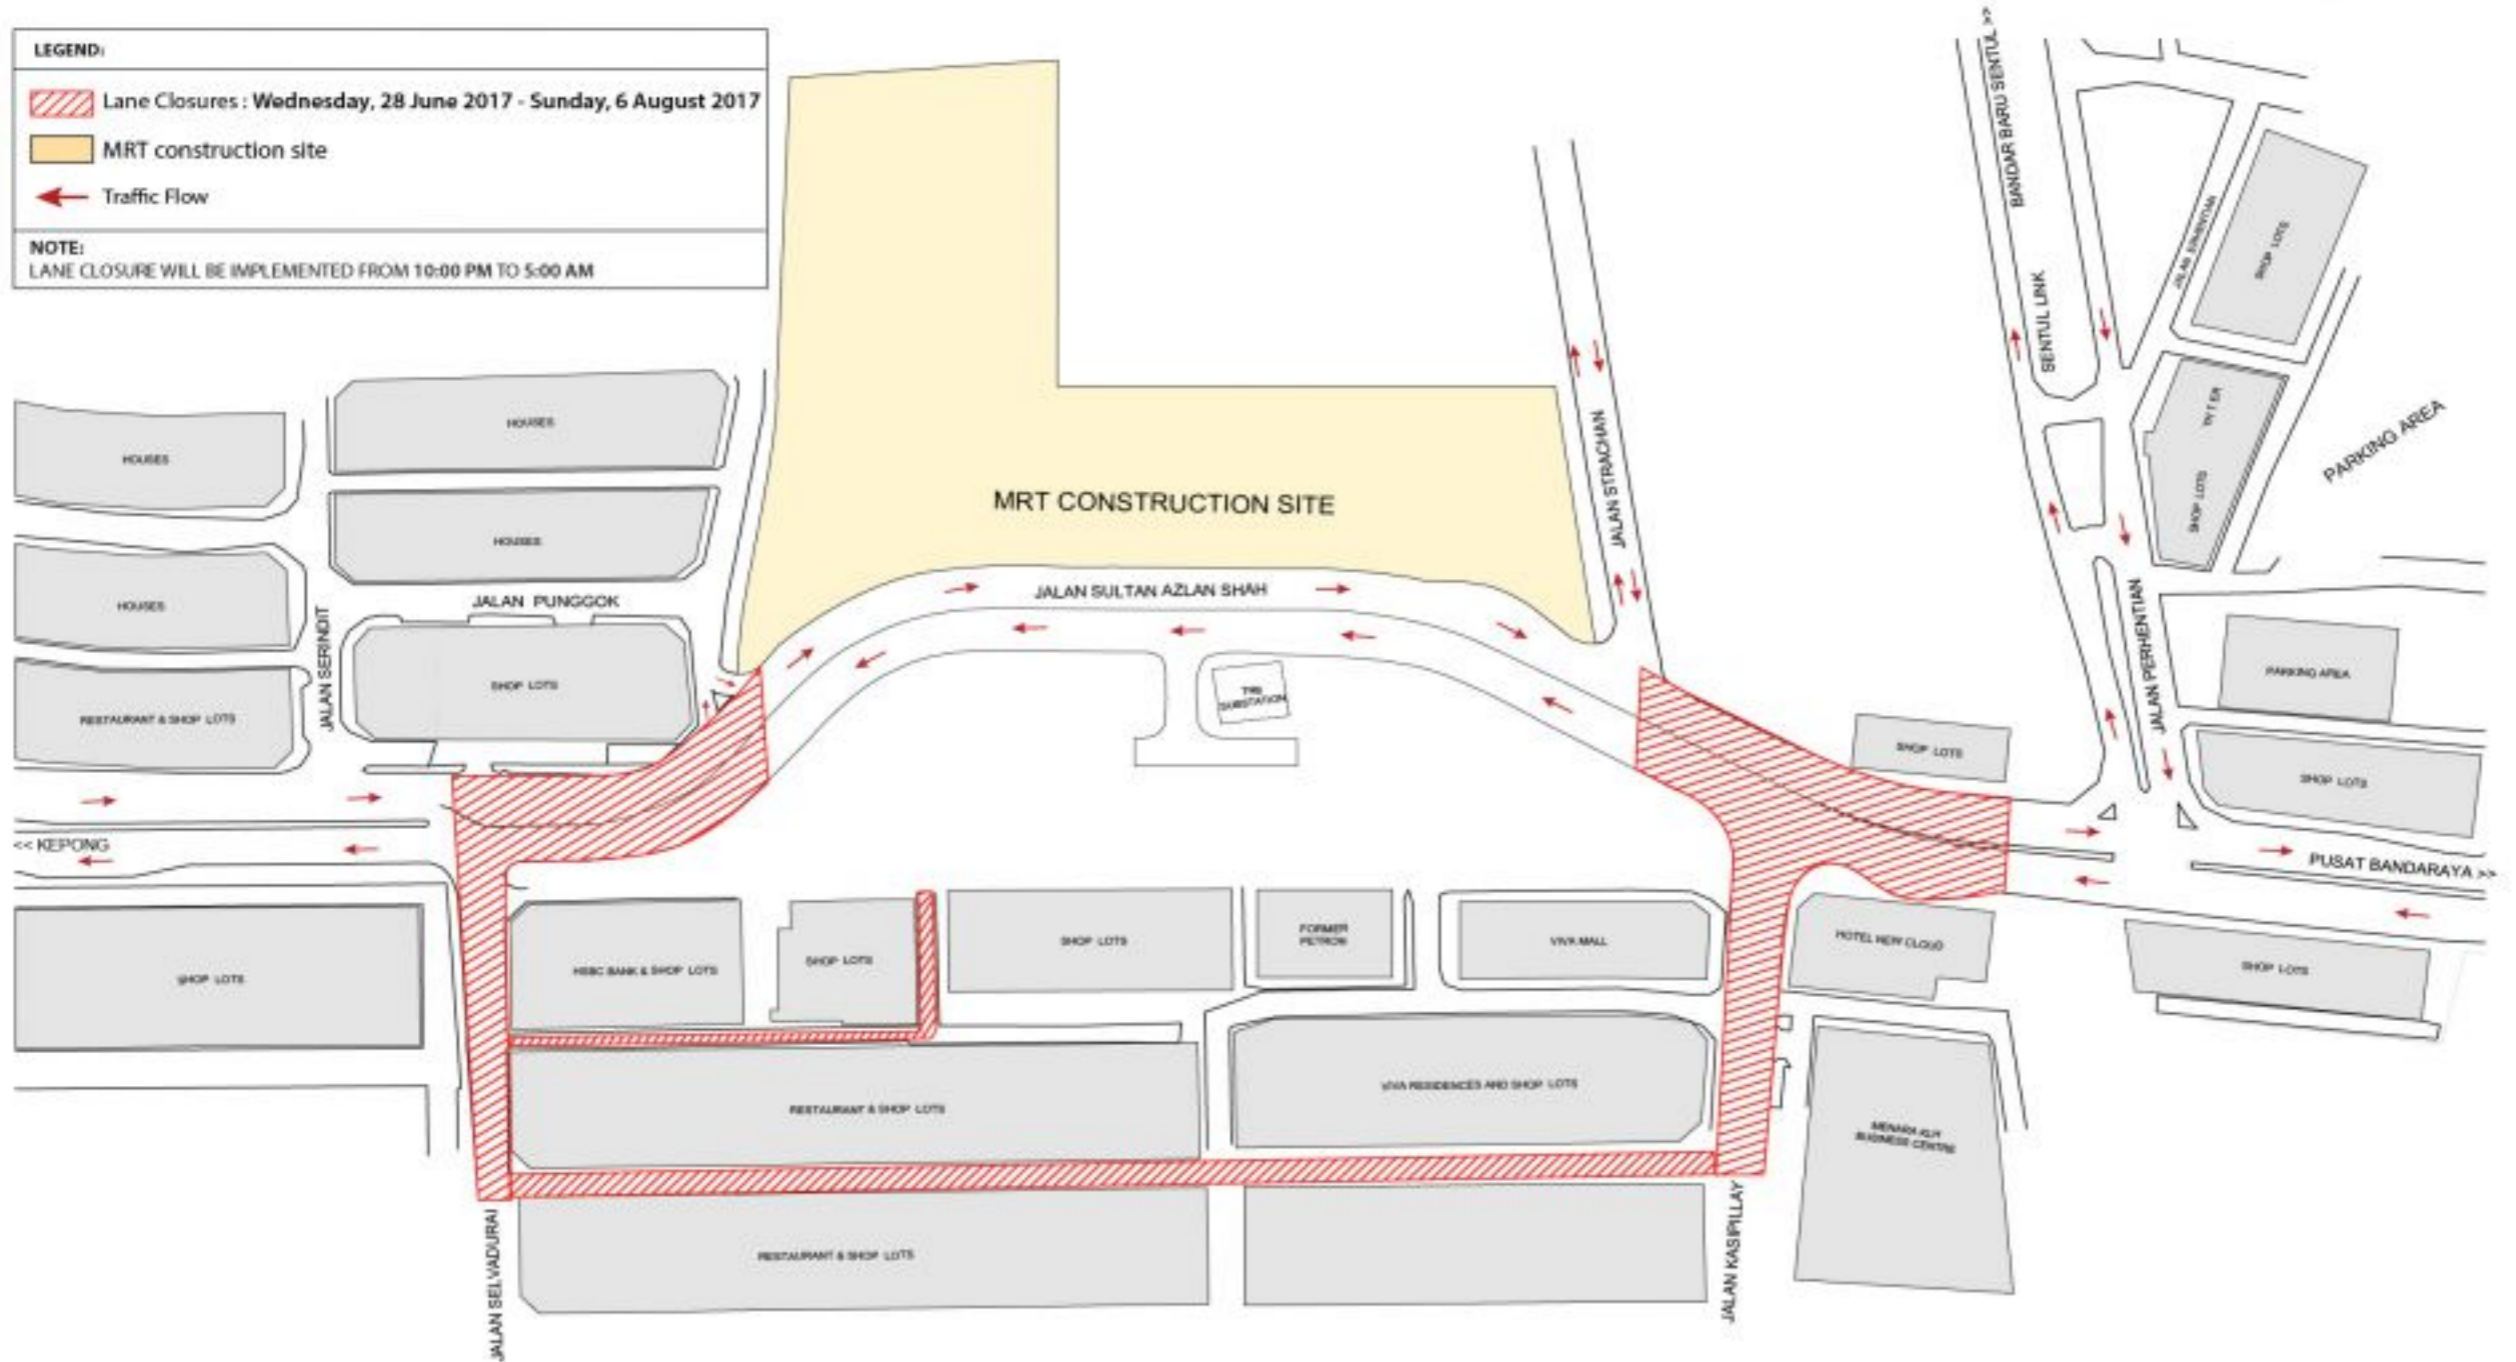 LEGEND:
Lane Closures : Wednesday, 28 June 2017 - Sunday, 6 August 2017
MRT construction site
Traffic Flow
NOTE:
LANE CLOSURE WILL BE IMPLEMENTED FROM 10:00 PM TO 5:00 AM
BANDAR BARU SENTUL >>
SENTUL LINK
SHOP LOTS
SHOP LOTS
PARKING AREA
JALAN STRACHAN
HOUSES
HOUSES
HOUSES
HOUSES
MRT CONSTRUCTION SITE
JALAN PUNGGOK
JALAN SULTAN AZLAN SHAH
JALAN SERINDIT
JALAN PERHENTIAN
SHOP LOTS
RESTAURANT & SHOP LOTS
SUBSTATION
PARKING AREA
SHOP LOTS
SHOP LOTS
<< KEPONG
PUSAT BANDARAYA >>
SHOP LOTS
HSBC BANK & SHOP LOTS
SHOP LOTS
SHOP LOTS
FORMER
PETRON
VIVA MALL
HOTEL NEW CLOUD
SHOP LOTS
RESTAURANT & SHOP LOTS
VIVA RESIDENCES AND SHOP LOTS
MENARA KLH
BUSINESS CENTRE
RESTAURANT & SHOP LOTS
JALAN SELVADURAI
JALAN KASIPILLAY